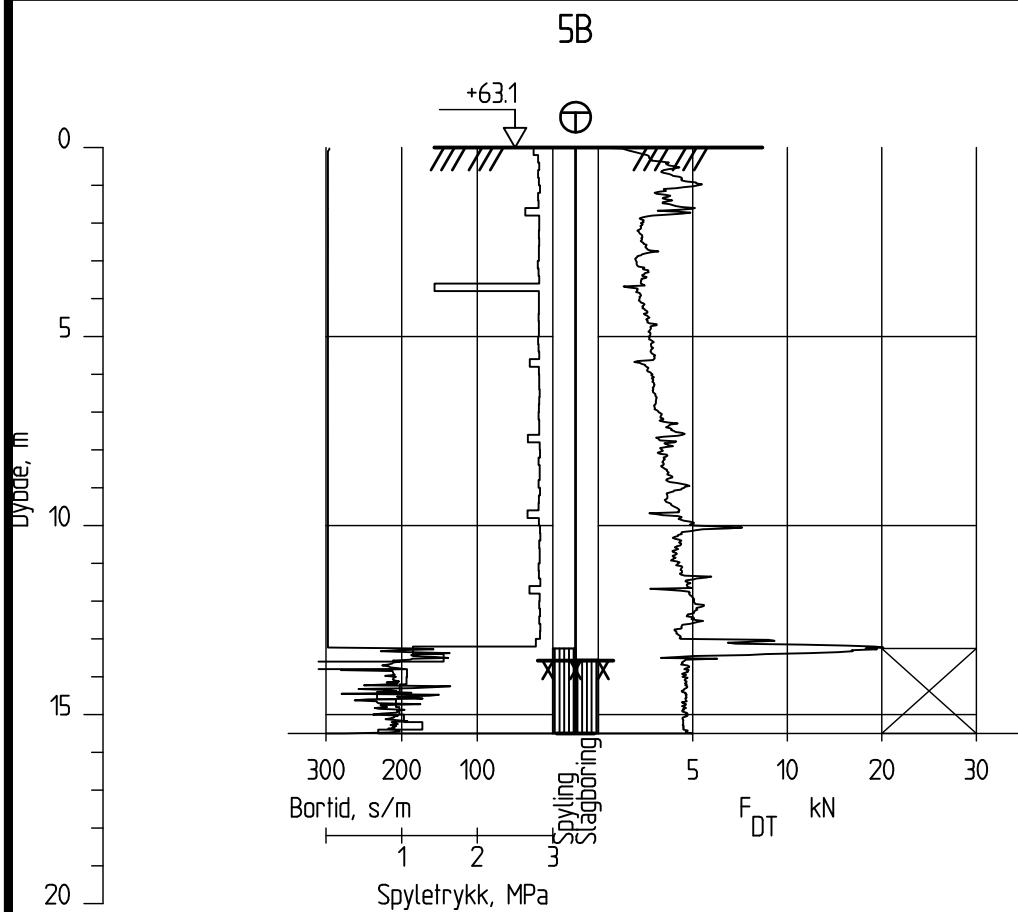 5B
+63.1
T
0
5
10
15
20
Dybde, m
300 200 100
5 10 20 30
Bortid, s/m
Spyling
Slagboring
F_DT kN
1 2 3
Spyletrykk, MPa